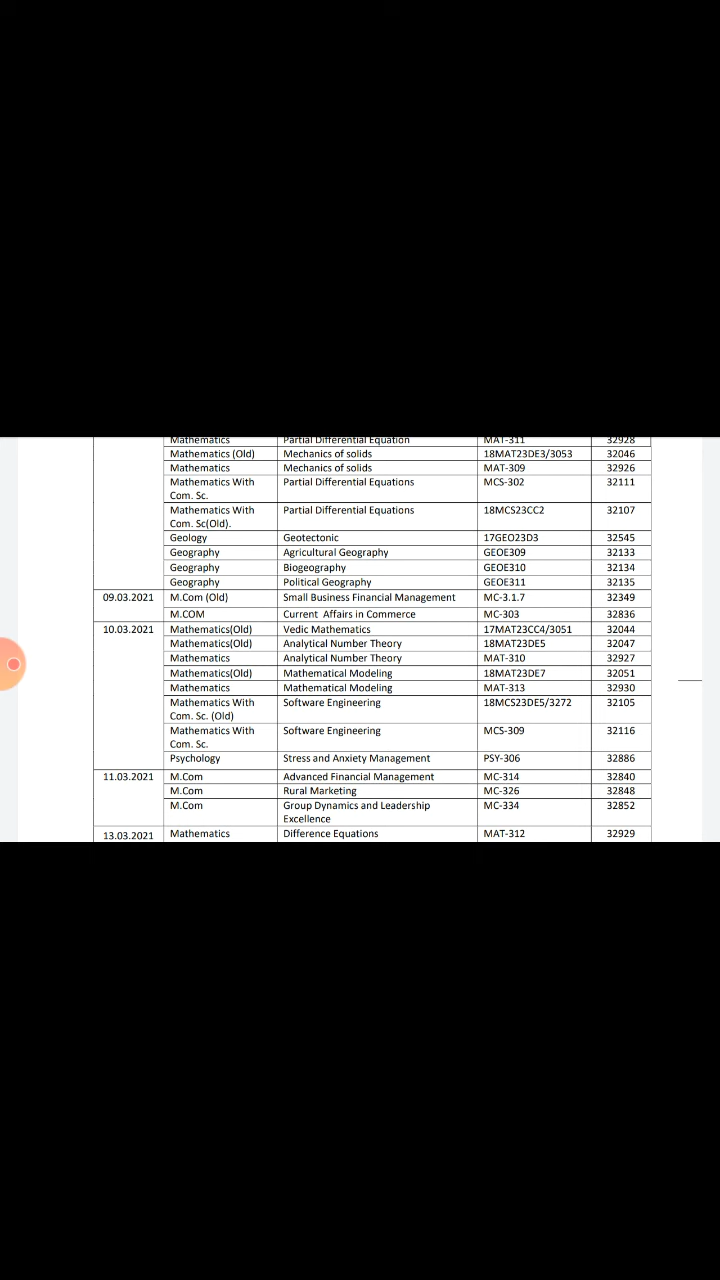 Mathematics Partial Differential Equation MAT-311 32928
Mathematics (Old) Mechanics of solids 18MAT23DE3/3053 32046
Mathematics Mechanics of solids MAT-309 32926
Mathematics With Partial Differential Equations MCS-302 32111
Com. Sc.
Mathematics With Partial Differential Equations 18MCS23CC2 32107
Com. Sc(Old).
Geology Geotectonic 17GEO23D3 32545
Geography Agricultural Geography GEOE309 32133
Geography Biogeography GEOE310 32134
Geography Political Geography GEOE311 32135
09.03.2021 M.Com (Old) Small Business Financial Management MC-3.1.7 32349
M.COM Current Affairs in Commerce MC-303 32836
10.03.2021 Mathematics(Old) Vedic Mathematics 17MAT23CC4/3051 32044
Mathematics(Old) Analytical Number Theory 18MAT23DE5 32047
Mathematics Analytical Number Theory MAT-310 32927
Mathematics(Old) Mathematical Modeling 18MAT23DE7 32051
Mathematics Mathematical Modeling MAT-313 32930
Mathematics With Software Engineering 18MCS23DE5/3272 32105
Com. Sc. (Old)
Mathematics With Software Engineering MCS-309 32116
Com. Sc.
Psychology Stress and Anxiety Management PSY-306 32886
11.03.2021 M.Com Advanced Financial Management MC-314 32840
M.Com Rural Marketing MC-326 32848
M.Com Group Dynamics and Leadership MC-334 32852
Excellence
13.03.2021 Mathematics Difference Equations MAT-312 32929